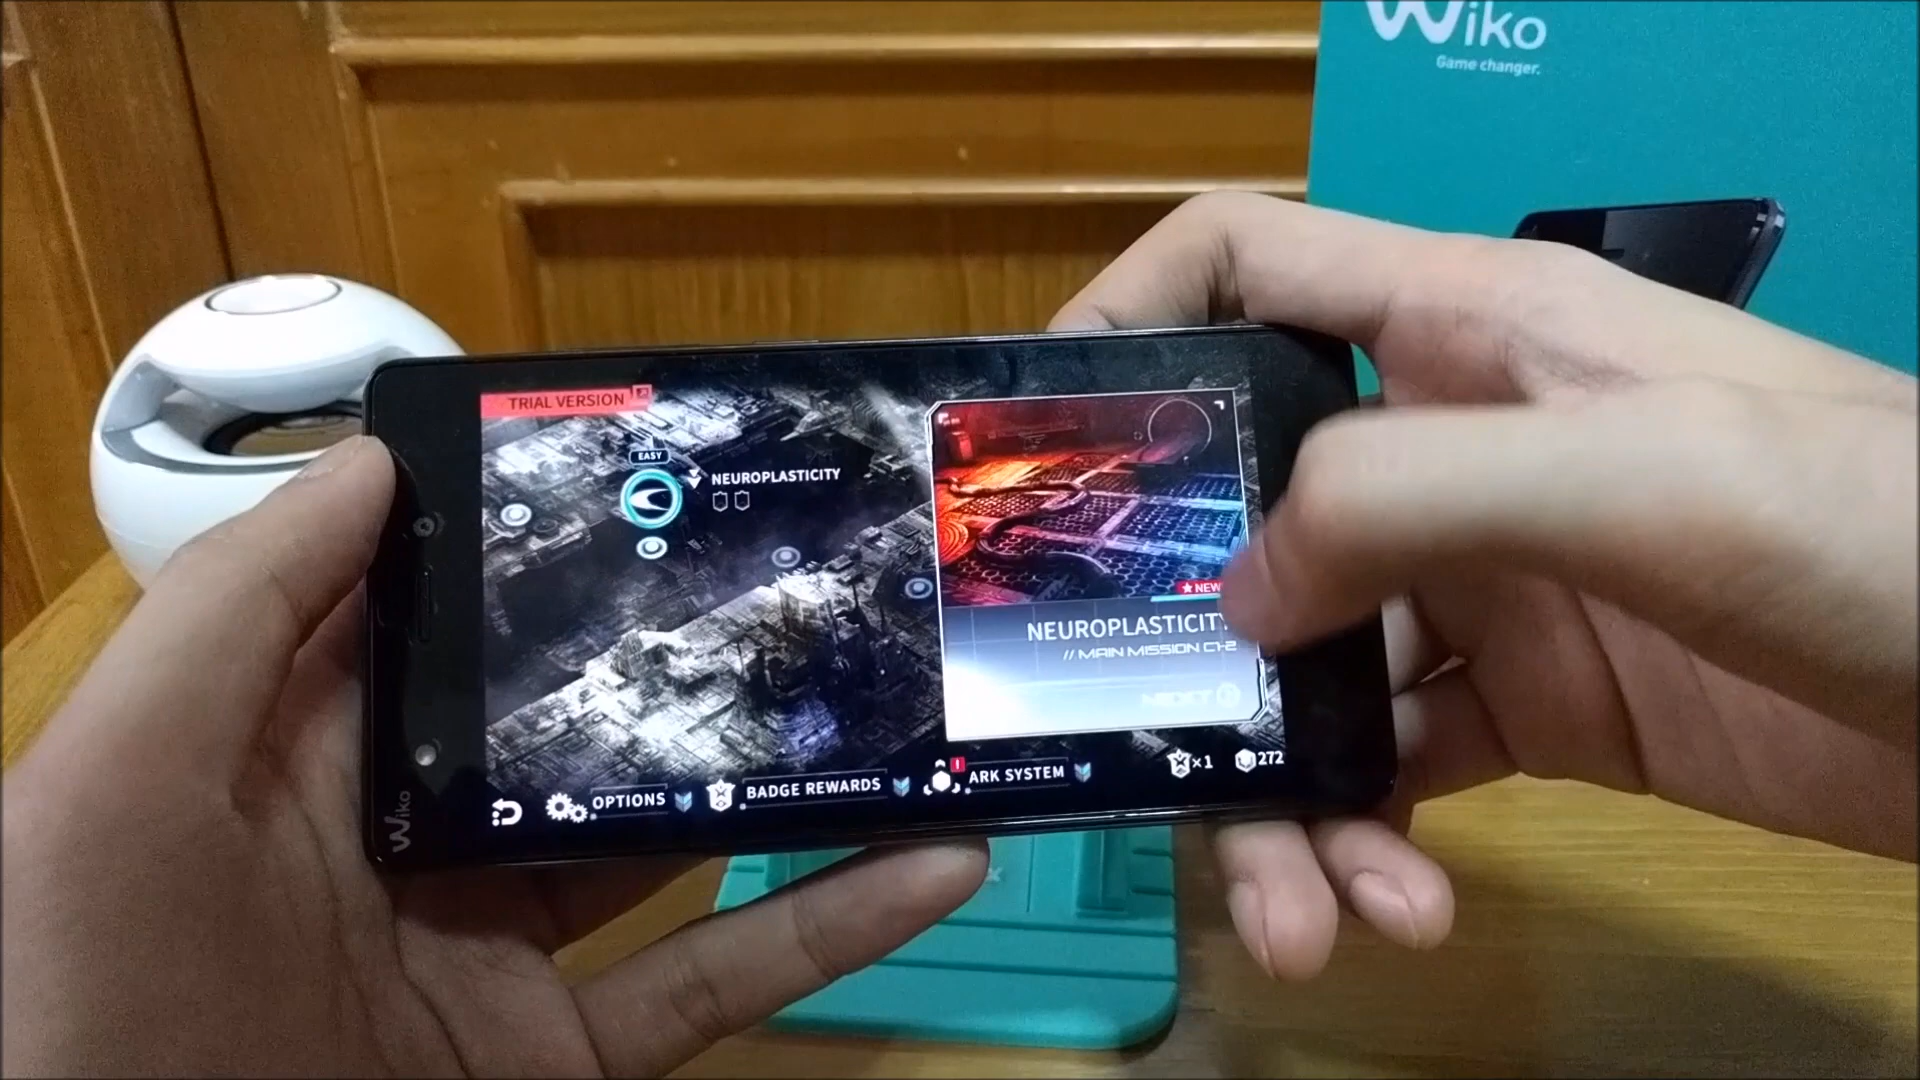 Wiko
Game changer.
TRIAL VERSION
EASY
NEUROPLASTICITY
NEW
NEUROPLASTICITY
// MAIN MISSION C1-2
NEXT
OPTIONS
BADGE REWARDS
ARK SYSTEM
×1
272
Wiko